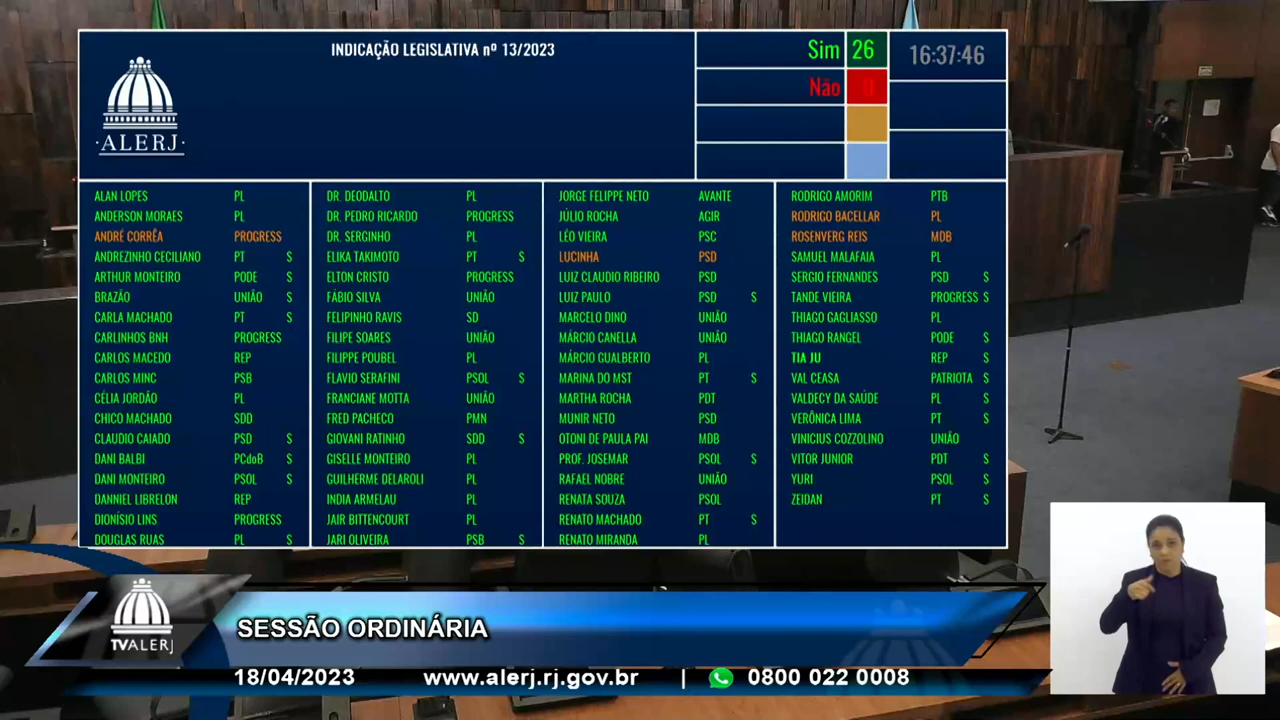 INDICAÇÃO LEGISLATIVA nº 13/2023
Sim 26
Não 0
16:37:46
·ALERJ·
ALAN LOPES PL
ANDERSON MORAES PL
ANDRÉ CORRÊA PROGRESS
ANDREZINHO CECILIANO PT S
ARTHUR MONTEIRO PODE S
BRAZÃO UNIÃO S
CARLA MACHADO PT S
CARLINHOS BNH PROGRESS
CARLOS MACEDO REP
CARLOS MINC PSB
CÉLIA JORDÃO PL
CHICO MACHADO SDD
CLAUDIO CAIADO PSD S
DANI BALBI PCdoB S
DANI MONTEIRO PSOL S
DANNIEL LIBRELON REP
DIONÍSIO LINS PROGRESS
DOUGLAS RUAS PL S
DR. DEODALTO PL
DR. PEDRO RICARDO PROGRESS
DR. SERGINHO PL
ELIKA TAKIMOTO PT S
ELTON CRISTO PROGRESS
FÁBIO SILVA UNIÃO
FELIPINHO RAVIS SD
FILIPE SOARES UNIÃO
FILIPPE POUBEL PL
FLAVIO SERAFINI PSOL S
FRANCIANE MOTTA UNIÃO
FRED PACHECO PMN
GIOVANI RATINHO SDD S
GISELLE MONTEIRO PL
GUILHERME DELAROLI PL
INDIA ARMELAU PL
JAIR BITTENCOURT PL
JARI OLIVEIRA PSB S
JORGE FELIPPE NETO AVANTE
JÚLIO ROCHA AGIR
LÉO VIEIRA PSC
LUCINHA PSD
LUIZ CLAUDIO RIBEIRO PSD
LUIZ PAULO PSD S
MARCELO DINO UNIÃO
MÁRCIO CANELLA UNIÃO
MÁRCIO GUALBERTO PL
MARINA DO MST PT S
MARTHA ROCHA PDT
MUNIR NETO PSD
OTONI DE PAULA PAI MDB
PROF. JOSEMAR PSOL S
RAFAEL NOBRE UNIÃO
RENATA SOUZA PSOL
RENATO MACHADO PT S
RENATO MIRANDA PL
RODRIGO AMORIM PTB
RODRIGO BACELLAR PL
ROSENVERG REIS MDB
SAMUEL MALAFAIA PL
SERGIO FERNANDES PSD S
TANDE VIEIRA PROGRESS S
THIAGO GAGLIASSO PL
THIAGO RANGEL PODE S
TIA JU REP S
VAL CEASA PATRIOTA S
VALDECY DA SAÚDE PL S
VERÔNICA LIMA PT S
VINICIUS COZZOLINO UNIÃO
VITOR JUNIOR PDT S
YURI PSOL S
ZEIDAN PT S
TVALERJ
SESSÃO ORDINÁRIA
18/04/2023 www.alerj.rj.gov.br | 0800 022 0008